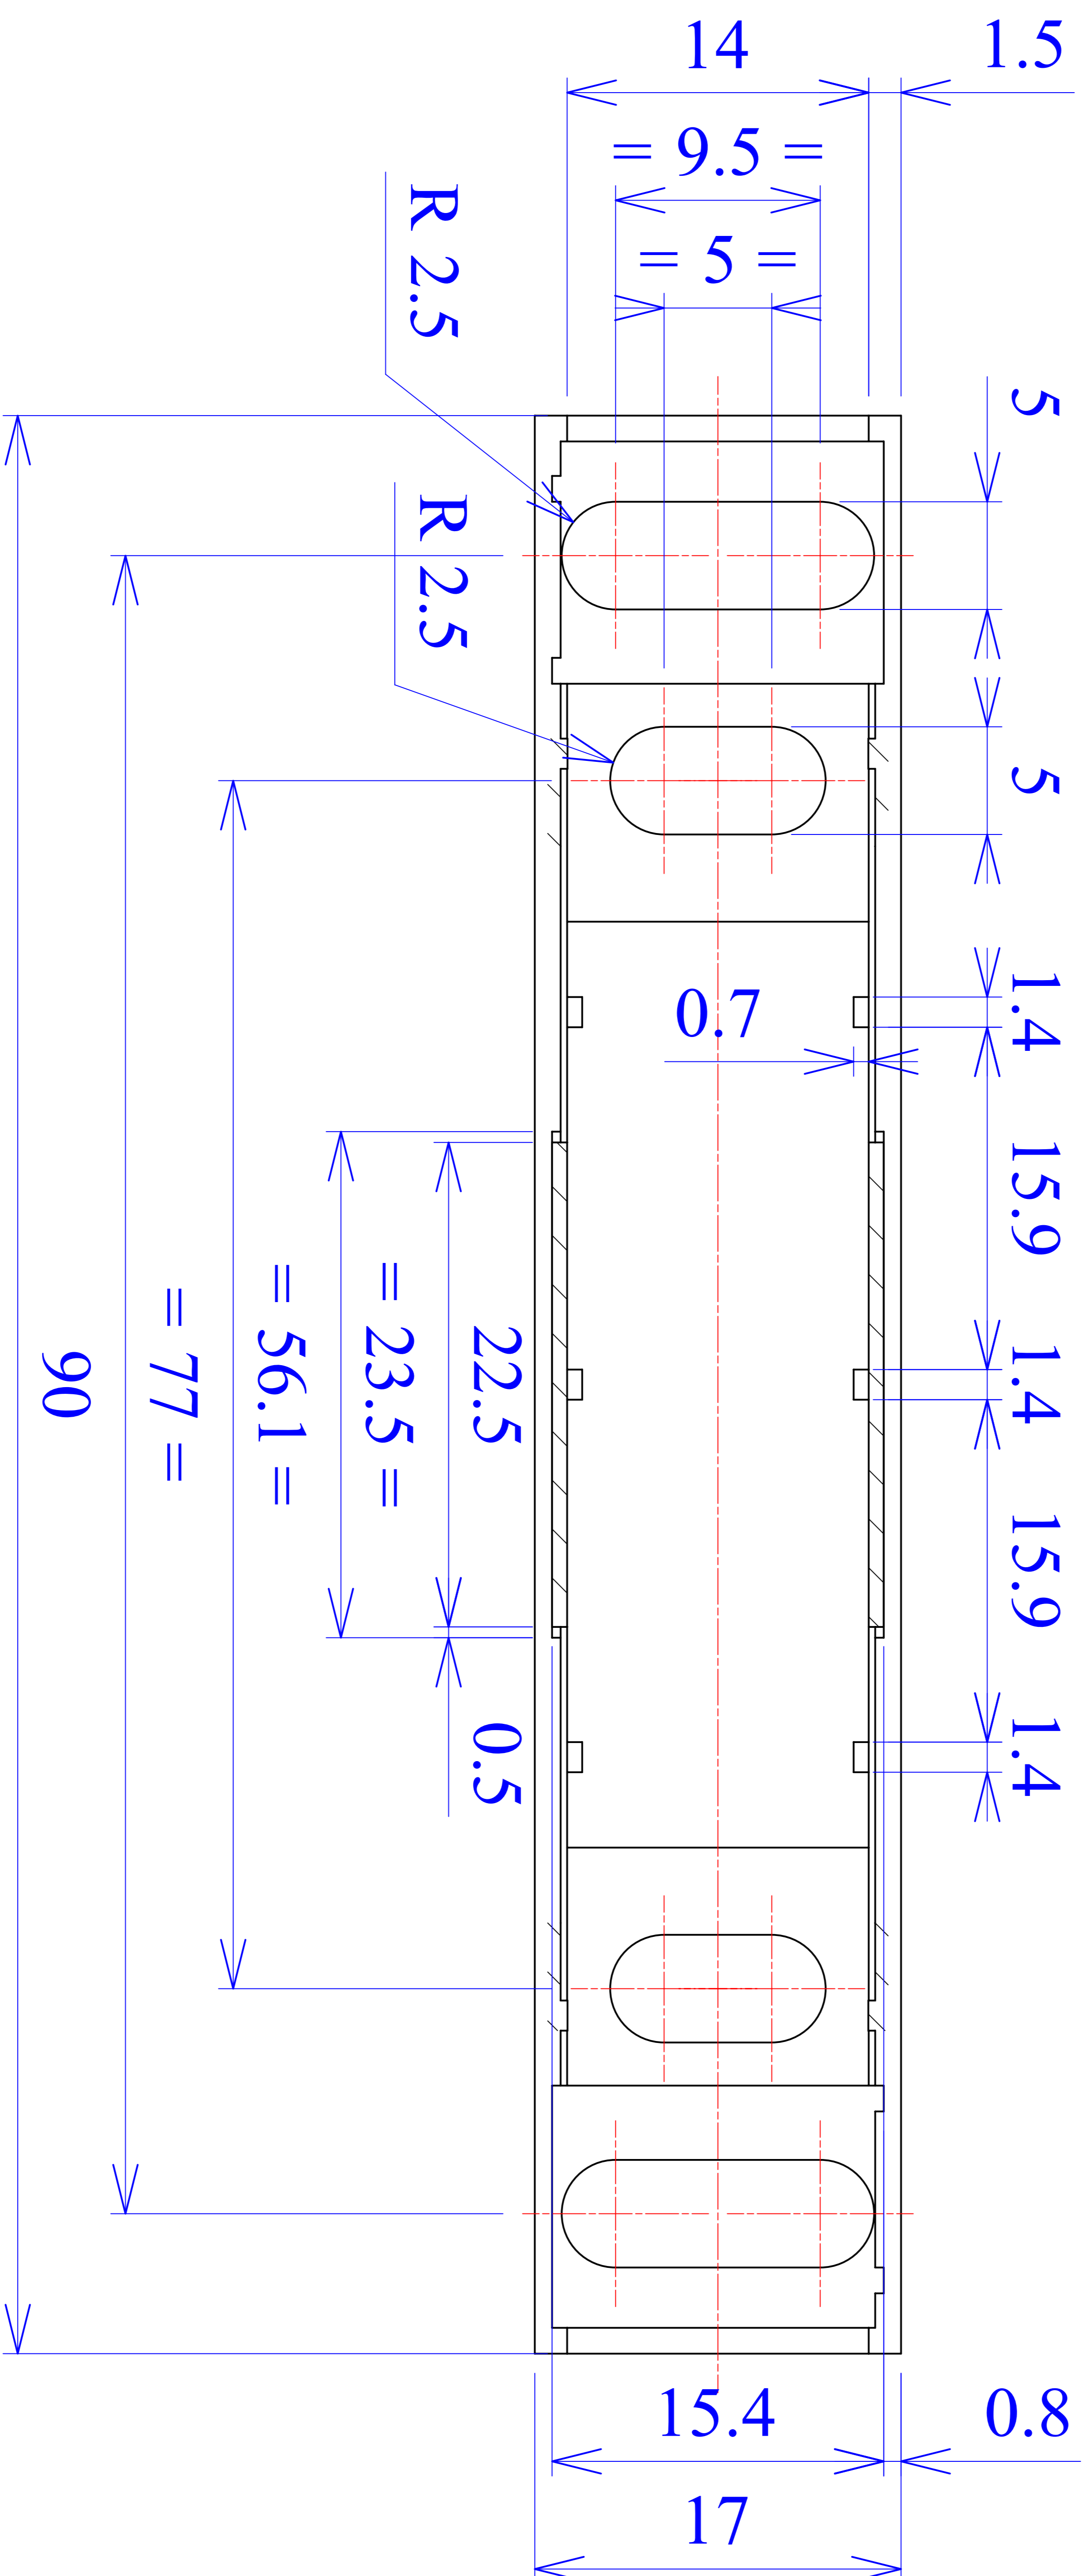 14
1.5
= 9.5 =
= 5 =
R 2.5
R 2.5
5
5
1.4
0.7
15.9
1.4
15.9
1.4
22.5
0.5
= 23.5 =
= 56.1 =
= 77 =
90
15.4
0.8
17